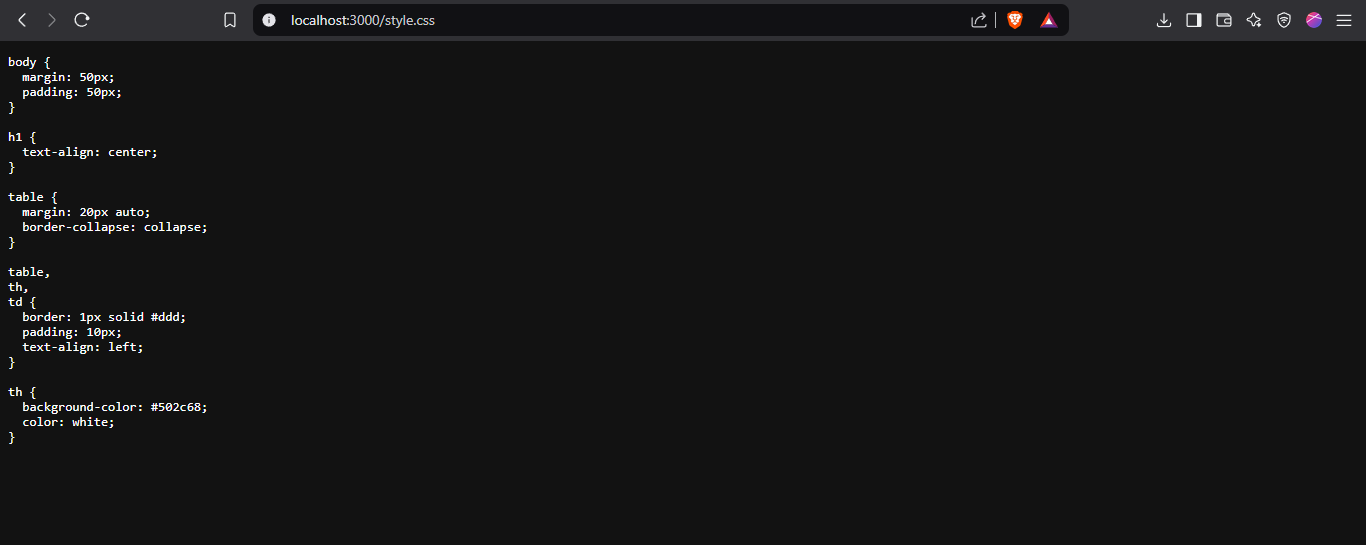 localhost:3000/style.css
body {
  margin: 50px;
  padding: 50px;
}

h1 {
  text-align: center;
}

table {
  margin: 20px auto;
  border-collapse: collapse;
}

table,
th,
td {
  border: 1px solid #ddd;
  padding: 10px;
  text-align: left;
}

th {
  background-color: #502c68;
  color: white;
}